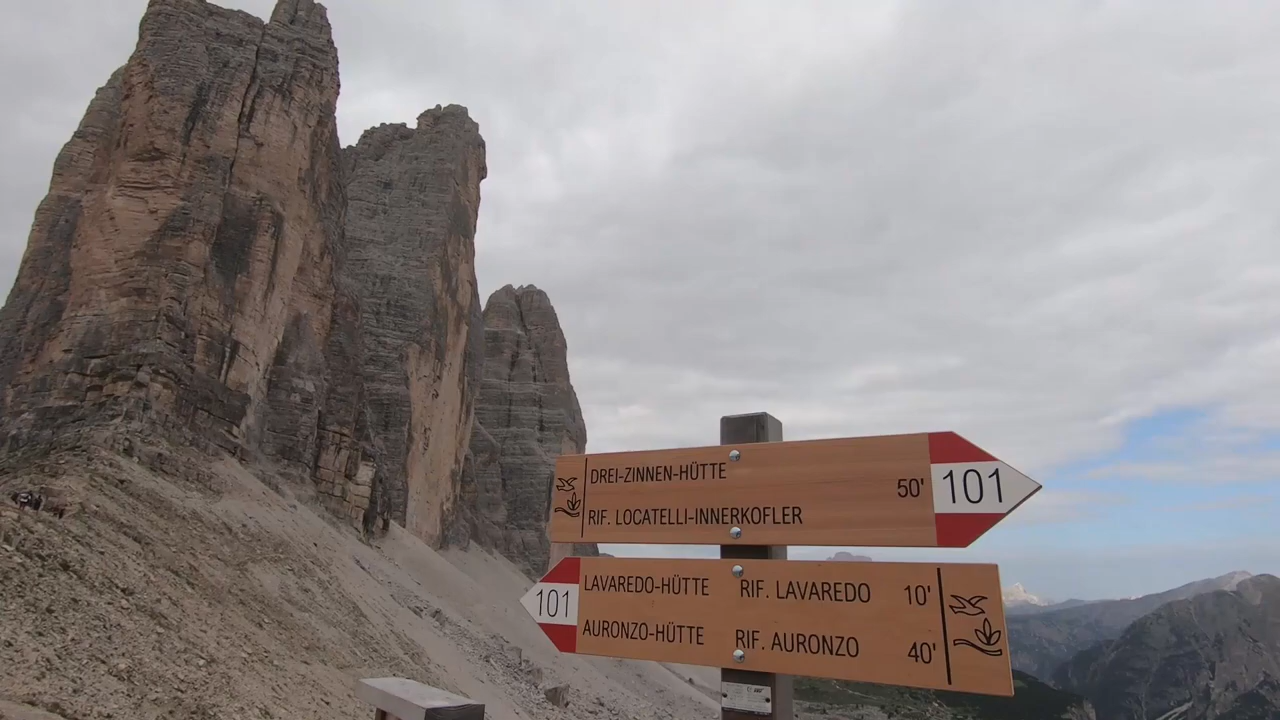 DREI-ZINNEN-HÜTTE
RIF. LOCATELLI-INNERKOFLER 50'
101
101
LAVAREDO-HÜTTE RIF. LAVAREDO 10'
AURONZO-HÜTTE RIF. AURONZO 40'